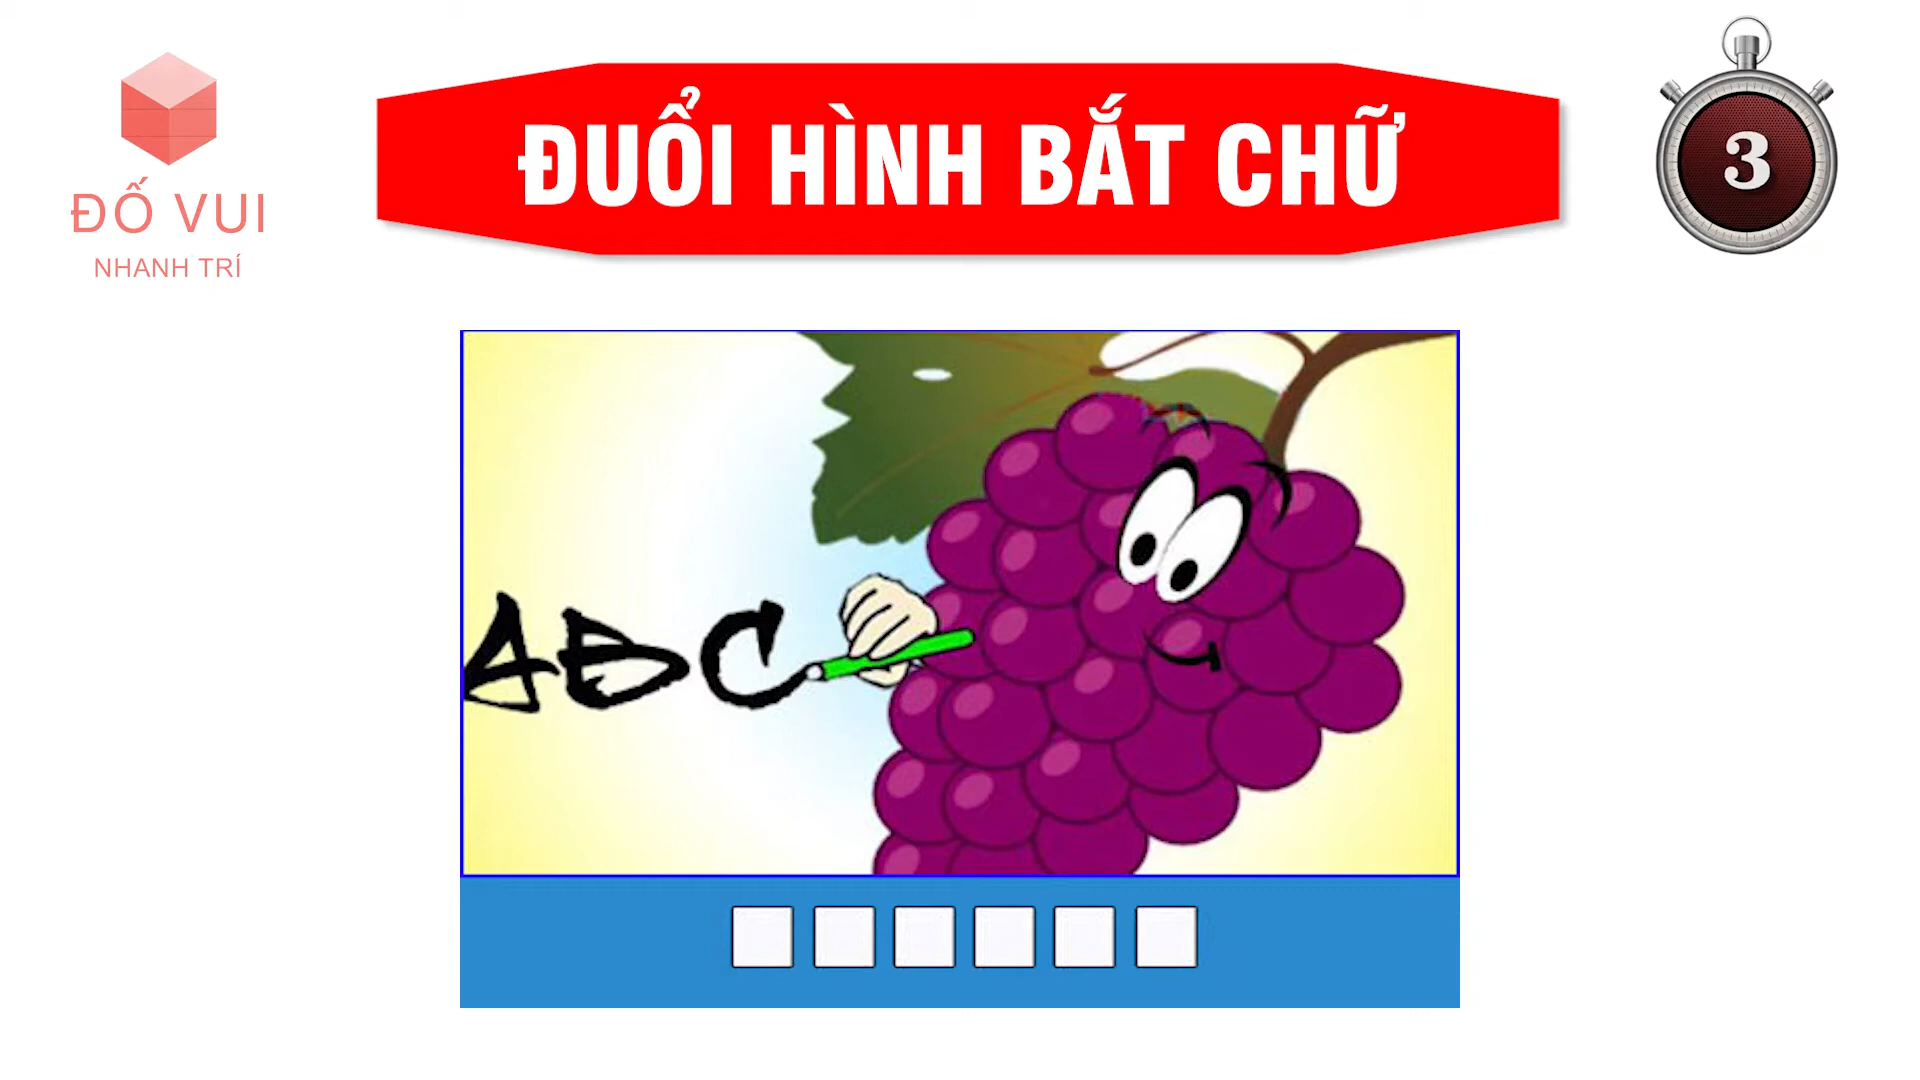 ĐUỔI HÌNH BẮT CHỮ
3
ĐỐ VUI
NHANH TRÍ
ABC